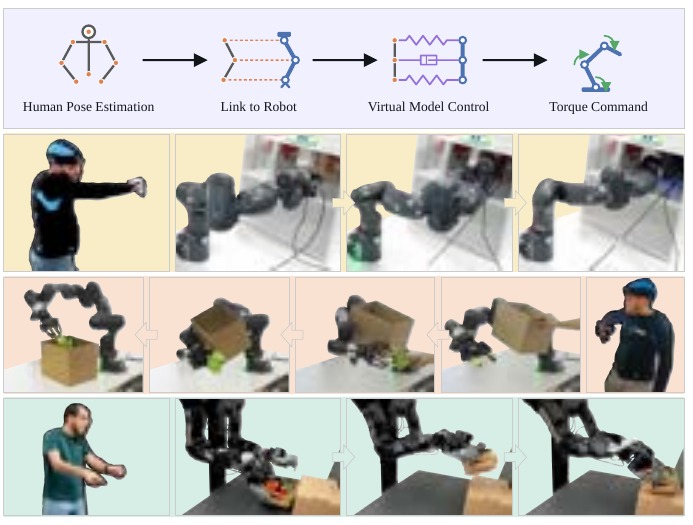 Human Pose Estimation
Link to Robot
Virtual Model Control
Torque Command